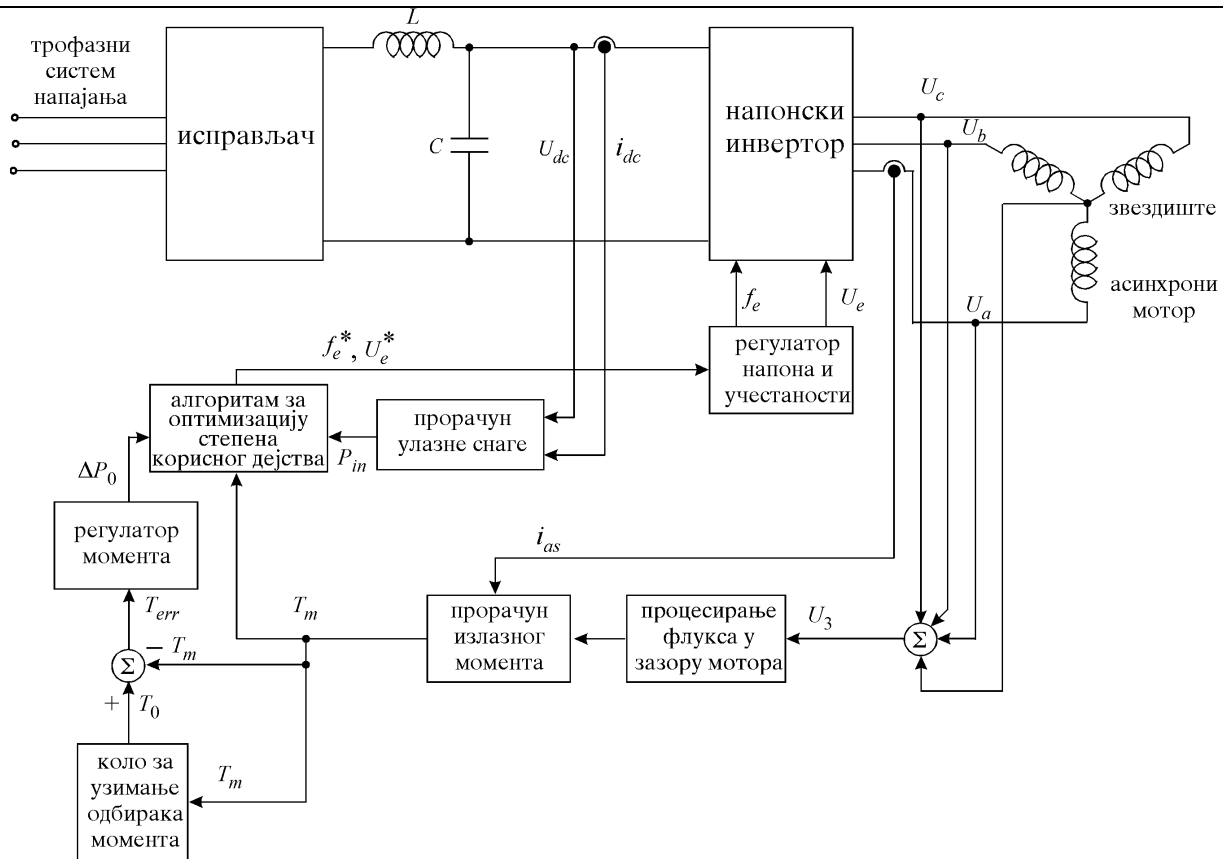 L
трофазни
систем
напајања
исправљач
C
U_dc
i_dc
напонски
инвертор
U_c
U_b
звездиште
асинхрони
мотор
U_a
f_e
U_e
регулатор
напона и
учестаности
f_e*, U_e*
алгоритам за
оптимизацију
степена
корисног дејства
P_in
прорачун
улазне снаге
ΔP_0
регулатор
момента
i_as
T_err
T_m
прорачун
излазног
момента
процесирање
флукса у
зазору мотора
U_3
Σ
Σ
− T_m
+ T_0
коло за
узимање
одбирака
момента
T_m